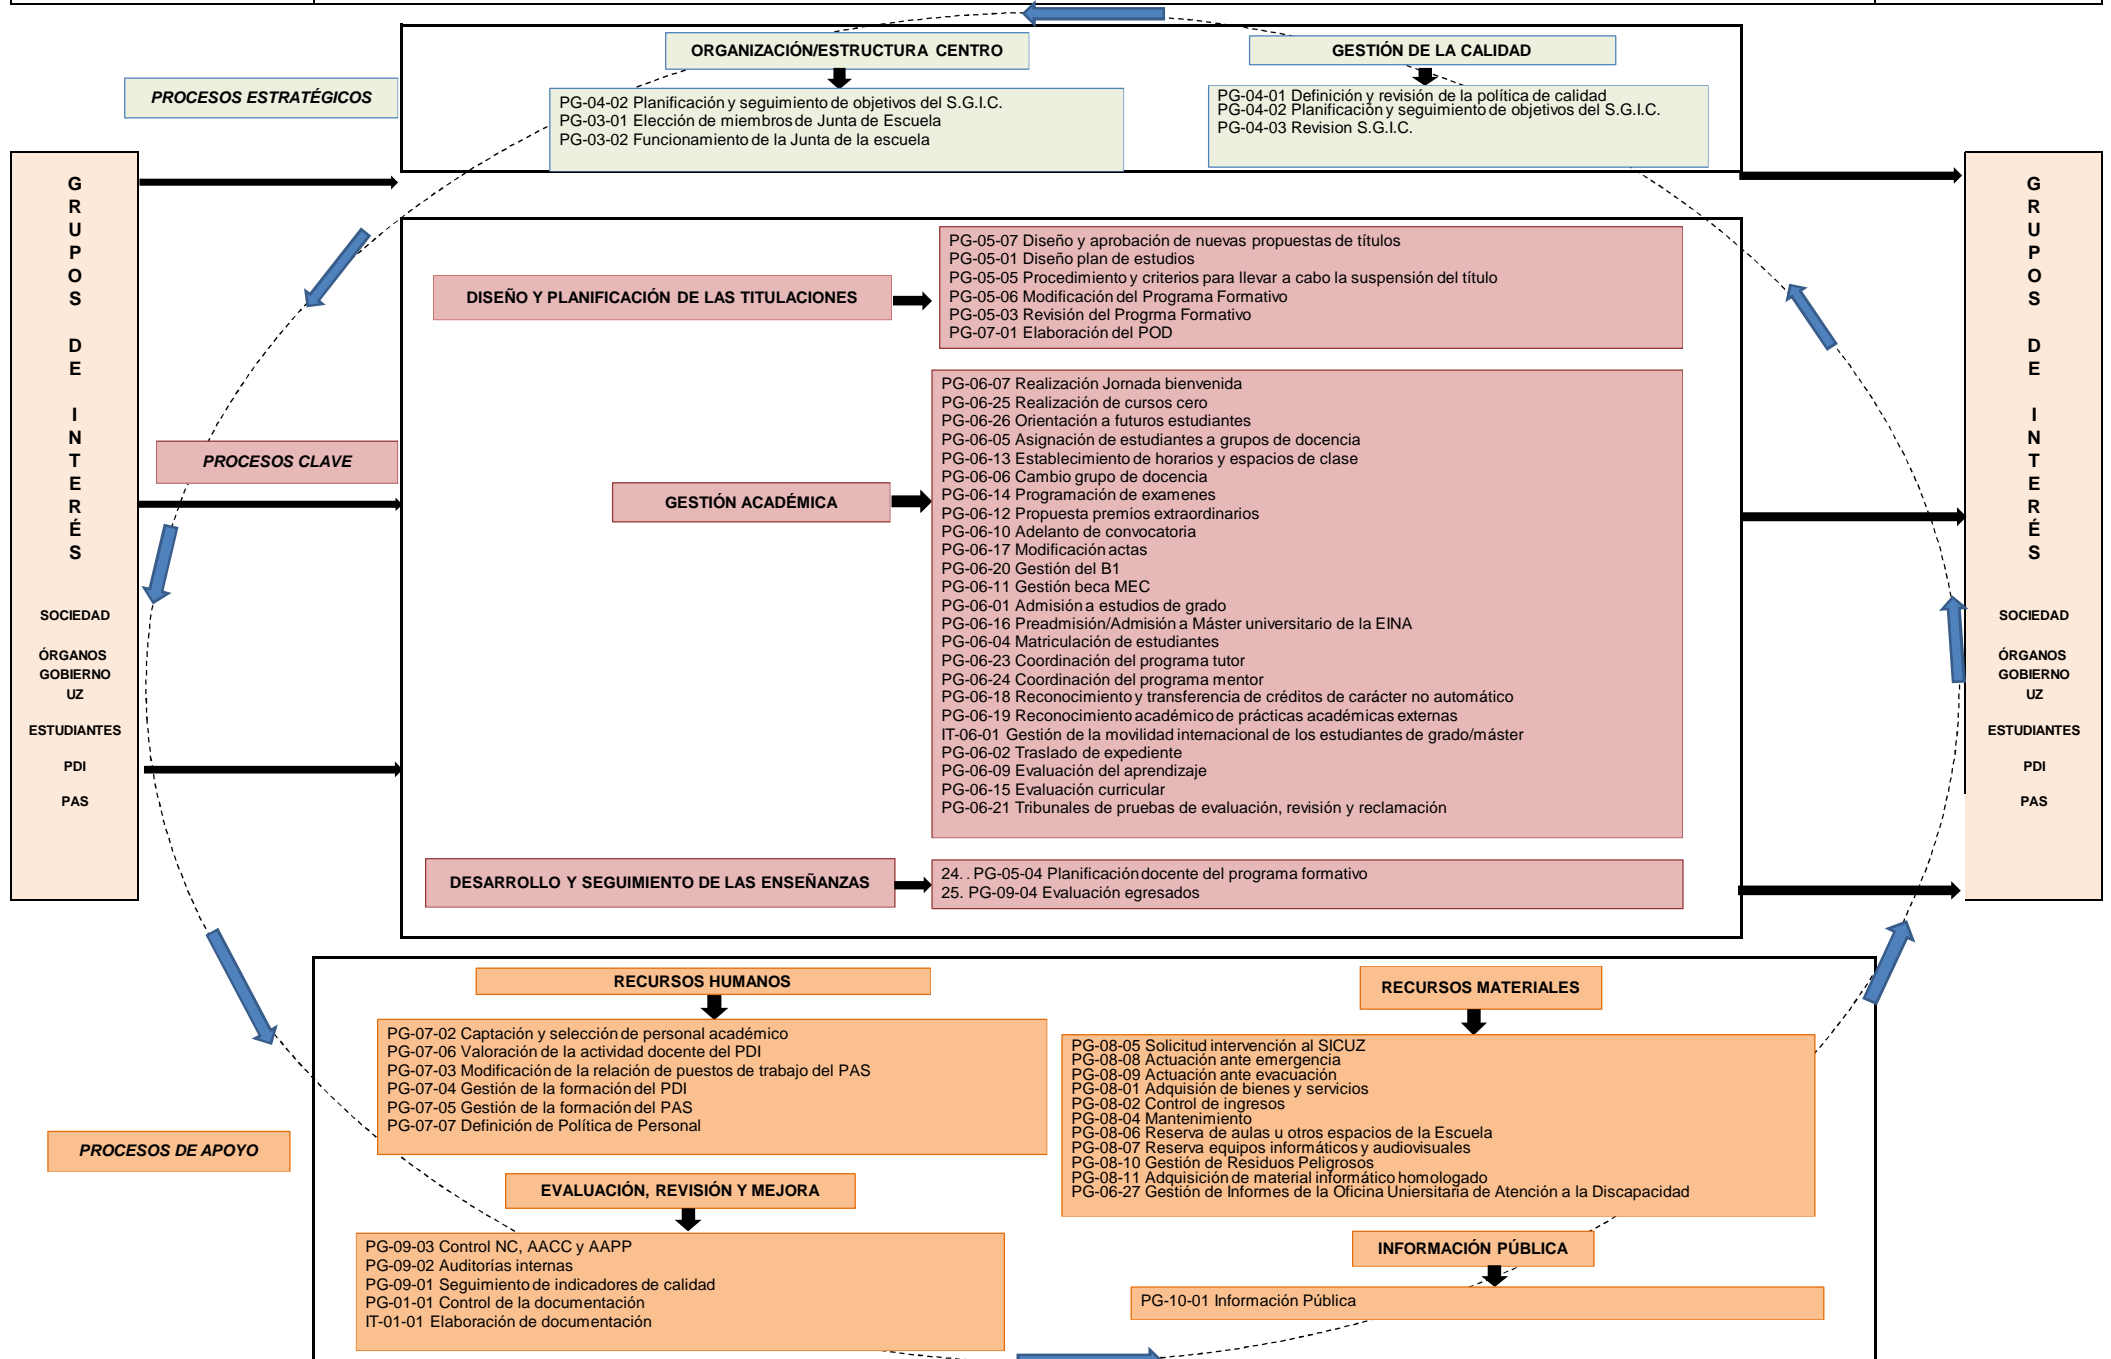 ORGANIZACIÓN/ESTRUCTURA CENTRO
GESTIÓN DE LA CALIDAD
PROCESOS ESTRATÉGICOS
PG-04-02 Planificación y seguimiento de objetivos del S.G.I.C.
PG-03-01 Elección de miembros de Junta de Escuela
PG-03-02 Funcionamiento de la Junta de la escuela
PG-04-01 Definición y revisión de la política de calidad
PG-04-02 Planificación y seguimiento de objetivos del S.G.I.C.
PG-04-03 Revision S.G.I.C.
G
R
U
P
O
S
D
E
I
N
T
E
R
É
S
SOCIEDAD
ÓRGANOS
GOBIERNO
UZ
ESTUDIANTES
PDI
PAS
PROCESOS CLAVE
DISEÑO Y PLANIFICACIÓN DE LAS TITULACIONES
PG-05-07 Diseño y aprobación de nuevas propuestas de títulos
PG-05-01 Diseño plan de estudios
PG-05-05 Procedimiento y criterios para llevar a cabo la suspensión del título
PG-05-06 Modificación del Programa Formativo
PG-05-03 Revisión del Progrma Formativo
PG-07-01 Elaboración del POD
GESTIÓN ACADÉMICA
PG-06-07 Realización Jornada bienvenida
PG-06-25 Realización de cursos cero
PG-06-26 Orientación a futuros estudiantes
PG-06-05 Asignación de estudiantes a grupos de docencia
PG-06-13 Establecimiento de horarios y espacios de clase
PG-06-06 Cambio grupo de docencia
PG-06-14 Programación de examenes
PG-06-12 Propuesta premios extraordinarios
PG-06-10 Adelanto de convocatoria
PG-06-17 Modificación actas
PG-06-20 Gestión del B1
PG-06-11 Gestión beca MEC
PG-06-01 Admisión a estudios de grado
PG-06-16 Preadmisión/Admisión a Máster universitario de la EINA
PG-06-04 Matriculación de estudiantes
PG-06-23 Coordinación del programa tutor
PG-06-24 Coordinación del programa mentor
PG-06-18 Reconocimiento y transferencia de créditos de carácter no automático
PG-06-19 Reconocimiento académico de prácticas académicas externas
IT-06-01 Gestión de la movilidad internacional de los estudiantes de grado/máster
PG-06-02 Traslado de expediente
PG-06-09 Evaluación del aprendizaje
PG-06-15 Evaluación curricular
PG-06-21 Tribunales de pruebas de evaluación, revisión y reclamación
DESARROLLO Y SEGUIMIENTO DE LAS ENSEÑANZAS
24. . PG-05-04 Planificación docente del programa formativo
25. PG-09-04 Evaluación egresados
G
R
U
P
O
S
D
E
I
N
T
E
R
É
S
SOCIEDAD
ÓRGANOS
GOBIERNO
UZ
ESTUDIANTES
PDI
PAS
PROCESOS DE APOYO
RECURSOS HUMANOS
PG-07-02 Captación y selección de personal académico
PG-07-06 Valoración de la actividad docente del PDI
PG-07-03 Modificación de la relación de puestos de trabajo del PAS
PG-07-04 Gestión de la formación del PDI
PG-07-05 Gestión de la formación del PAS
PG-07-07 Definición de Política de Personal
RECURSOS MATERIALES
PG-08-05 Solicitud intervención al SICUZ
PG-08-08 Actuación ante emergencia
PG-08-09 Actuación ante evacuación
PG-08-01 Adquisión de bienes y servicios
PG-08-02 Control de ingresos
PG-08-04 Mantenimiento
PG-08-06 Reserva de aulas u otros espacios de la Escuela
PG-08-07 Reserva equipos informáticos y audiovisuales
PG-08-10 Gestión de Residuos Peligrosos
PG-08-11 Adquisición de material informático homologado
PG-06-27 Gestión de Informes de la Oficina Uniersitaria de Atención a la Discapacidad
EVALUACIÓN, REVISIÓN Y MEJORA
PG-09-03 Control NC, AACC y AAPP
PG-09-02 Auditorías internas
PG-09-01 Seguimiento de indicadores de calidad
PG-01-01 Control de la documentación
IT-01-01 Elaboración de documentación
INFORMACIÓN PÚBLICA
PG-10-01 Información Pública